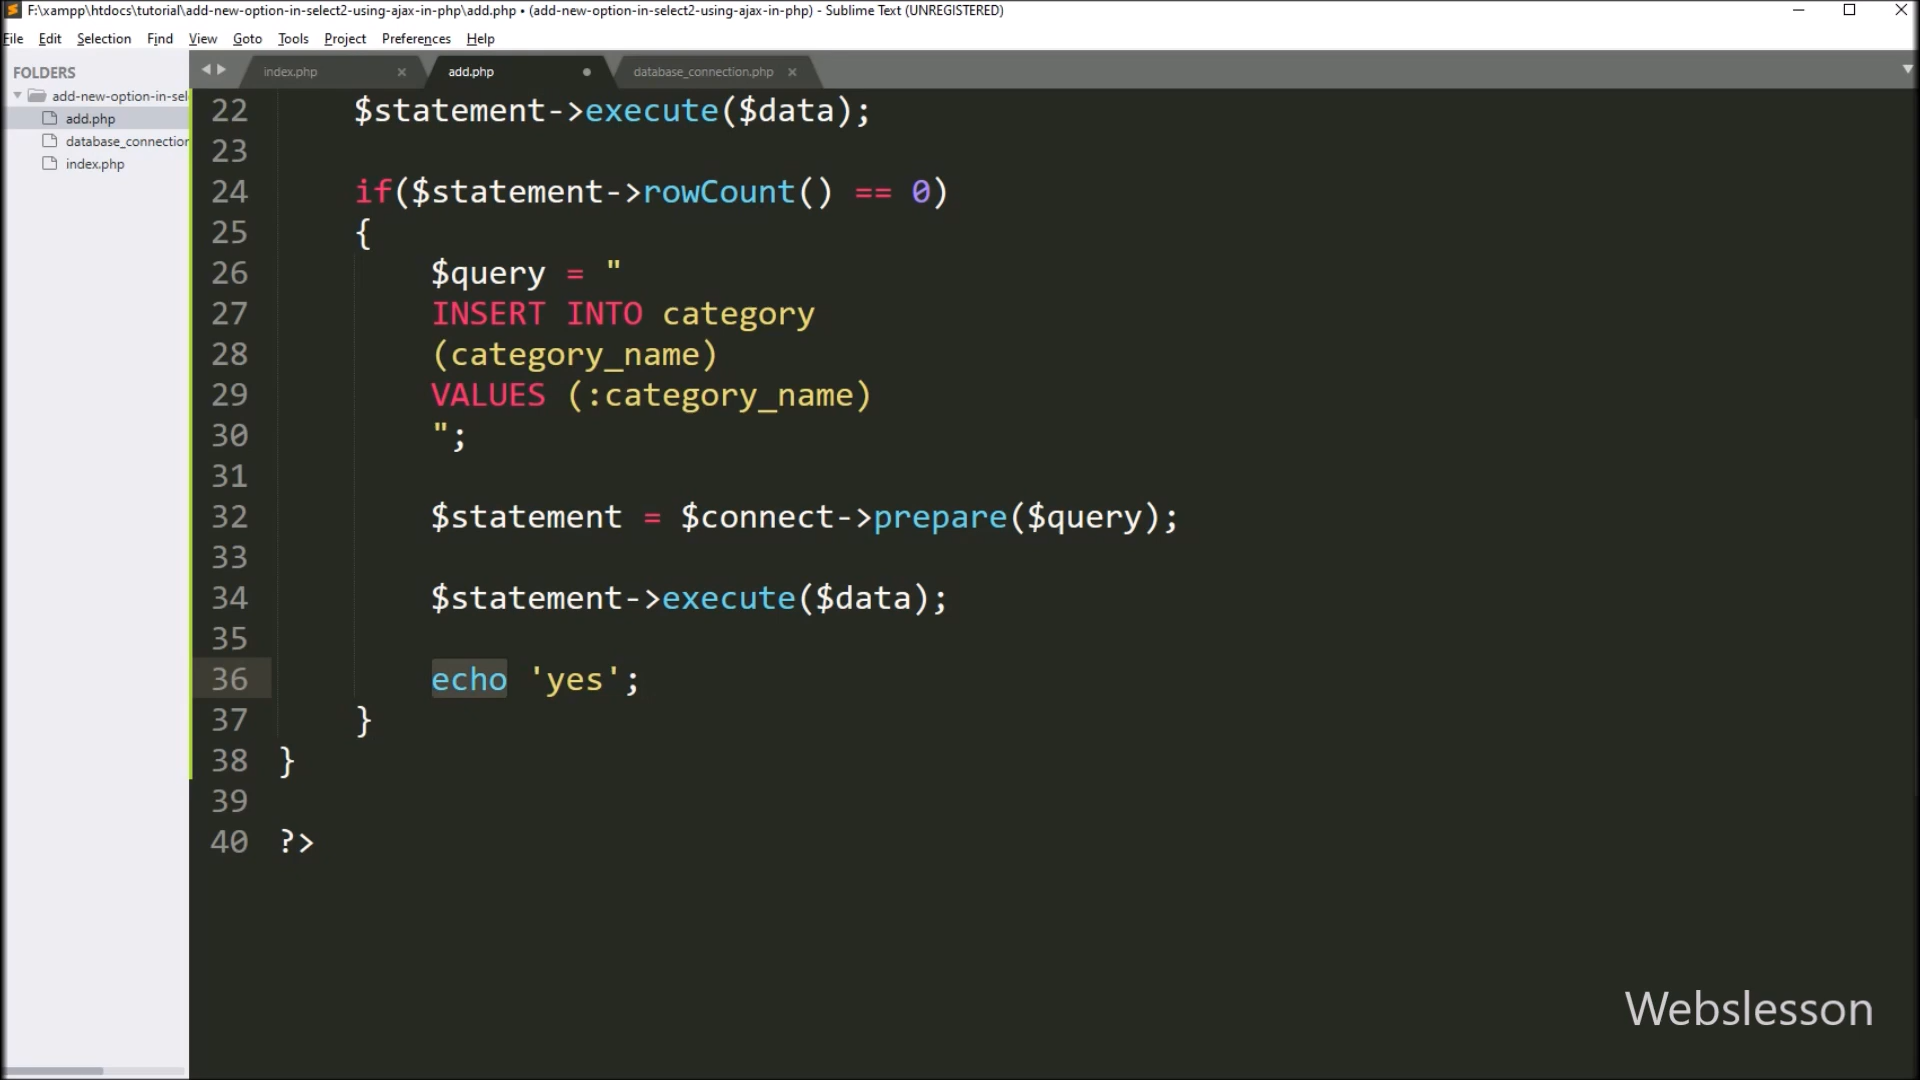 F:\xampp\htdocs\tutorial\add-new-option-in-select2-using-ajax-in-php\add.php • (add-new-option-in-select2-using-ajax-in-php) - Sublime Text (UNREGISTERED)
File Edit Selection Find View Goto Tools Project Preferences Help
FOLDERS
add-new-option-in-sel
add.php
database_connection
index.php
index.php add.php database_connection.php
22 $statement->execute($data);
23
24 if($statement->rowCount() == 0)
25 {
26 $query = "
27 INSERT INTO category
28 (category_name)
29 VALUES (:category_name)
30 ";
31
32 $statement = $connect->prepare($query);
33
34 $statement->execute($data);
35
36 echo 'yes';
37 }
38 }
39
40 ?>
Webslesson